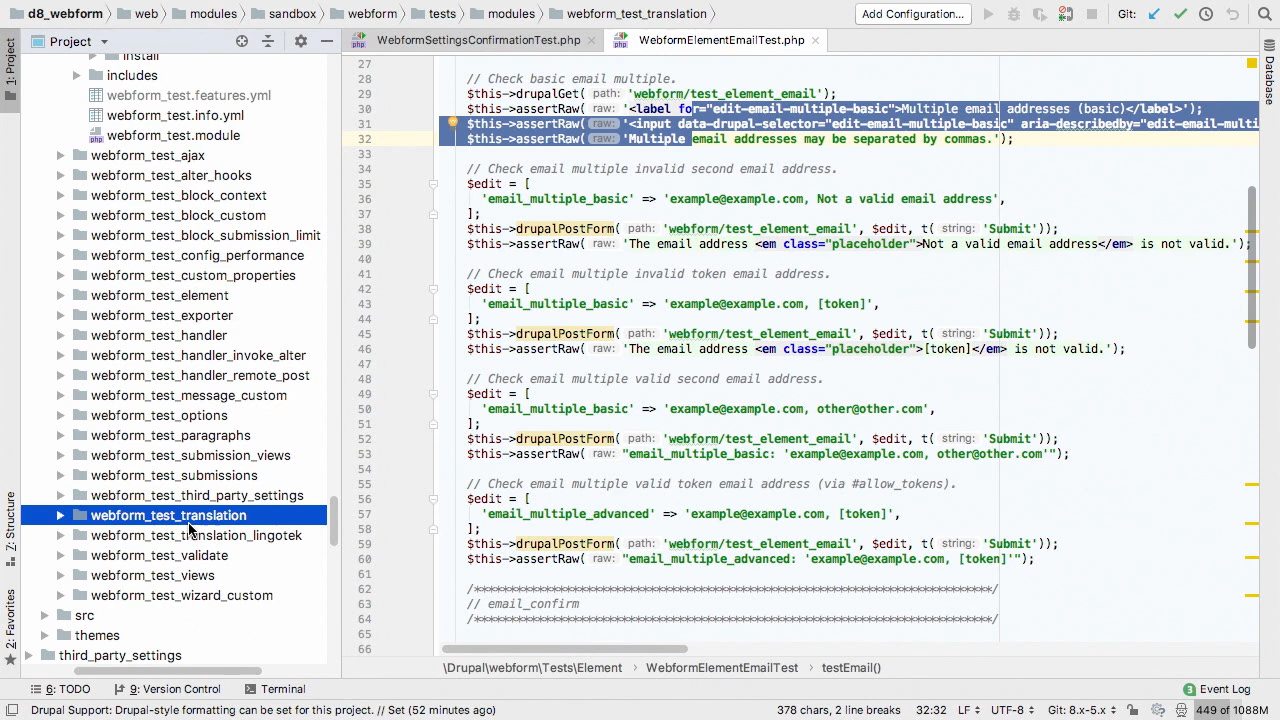 d8_webform web modules sandbox webform tests modules webform_test_translation Add Configuration... Git:
1: Project
Project
install
includes
webform_test.features.yml
webform_test.info.yml
webform_test.module
webform_test_ajax
webform_test_alter_hooks
webform_test_block_context
webform_test_block_custom
webform_test_block_submission_limit
webform_test_config_performance
webform_test_custom_properties
webform_test_element
webform_test_exporter
webform_test_handler
webform_test_handler_invoke_alter
webform_test_handler_remote_post
webform_test_message_custom
webform_test_options
webform_test_paragraphs
webform_test_submission_views
webform_test_submissions
webform_test_third_party_settings
webform_test_translation
webform_test_translation_lingotek
webform_test_validate
webform_test_views
webform_test_wizard_custom
src
themes
third_party_settings
Z: Structure
2: Favorites
WebformSettingsConfirmationTest.php WebformElementEmailTest.php
27
28 // Check basic email multiple.
29 $this->drupalGet( path: 'webform/test_element_email');
30 $this->assertRaw( raw: '<label for="edit-email-multiple-basic">Multiple email addresses (basic)</label>');
31 $this->assertRaw( raw: '<input data-drupal-selector="edit-email-multiple-basic" aria-describedby="edit-email-multi
32 $this->assertRaw( raw: 'Multiple email addresses may be separated by commas.');
33
34 // Check email multiple invalid second email address.
35 $edit = [
36 'email_multiple_basic' => 'example@example.com, Not a valid email address',
37 ];
38 $this->drupalPostForm( path: 'webform/test_element_email', $edit, t( string: 'Submit'));
39 $this->assertRaw( raw: 'The email address <em class="placeholder">Not a valid email address</em> is not valid.');
40
41 // Check email multiple invalid token email address.
42 $edit = [
43 'email_multiple_basic' => 'example@example.com, [token]',
44 ];
45 $this->drupalPostForm( path: 'webform/test_element_email', $edit, t( string: 'Submit'));
46 $this->assertRaw( raw: 'The email address <em class="placeholder">[token]</em> is not valid.');
47
48 // Check email multiple valid second email address.
49 $edit = [
50 'email_multiple_basic' => 'example@example.com, other@other.com',
51 ];
52 $this->drupalPostForm( path: 'webform/test_element_email', $edit, t( string: 'Submit'));
53 $this->assertRaw( raw: "email_multiple_basic: 'example@example.com, other@other.com'");
54
55 // Check email multiple valid token email address (via #allow_tokens).
56 $edit = [
57 'email_multiple_advanced' => 'example@example.com, [token]',
58 ];
59 $this->drupalPostForm( path: 'webform/test_element_email', $edit, t( string: 'Submit'));
60 $this->assertRaw( raw: "email_multiple_advanced: 'example@example.com, [token]'");
61
62 /**************************************************************************/
63 // email_confirm
64 /**************************************************************************/
65
66
Database
\Drupal\webform\Tests\Element WebformElementEmailTest testEmail()
6: TODO 9: Version Control Terminal 3 Event Log
Drupal Support: Drupal-style formatting can be set for this project. // Set (52 minutes ago) 378 chars, 2 line breaks 32:32 LF UTF-8 Git: 8.x-5.x 449 of 1088M